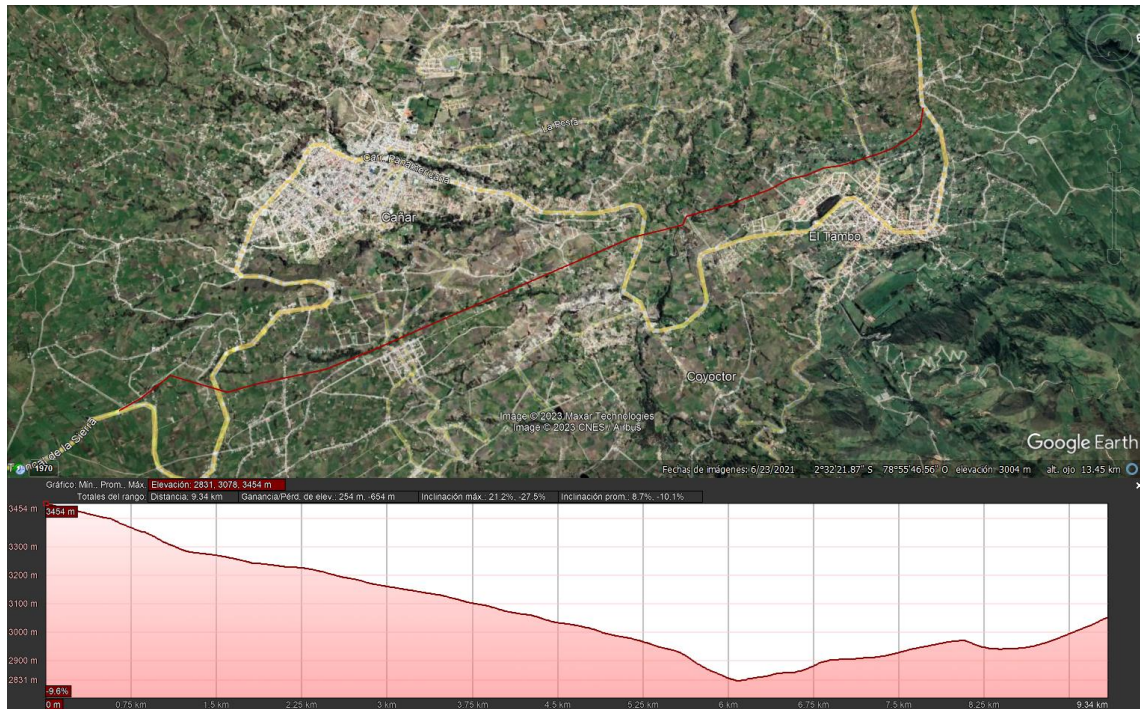 La Posta
Carr. Panamericana
Cañar
El Tambo
Coyoctor
de la Sierra
Image © 2023 Maxar Technologies
Image © 2023 CNES / Airbus
Google Earth
1970
Fechas de imágenes: 6/23/2021 2°32'21.87" S 78°55'46.56" O elevación: 3004 m alt. ojo 13.45 km
Gráfico: Mín., Prom., Máx. Elevación: 2831, 3078, 3454 m
Totales del rango: Distancia: 9.34 km Ganancia/Pérd. de elev.: 254 m, -654 m Inclinación máx.: 21.2%, -27.5% Inclinación prom.: 8.7%, -10.1%
3454 m
3454 m
3300 m
3200 m
3100 m
3000 m
2900 m
2831 m
-9.6%
0 m 0.75 km 1.5 km 2.25 km 3 km 3.75 km 4.5 km 5.25 km 6 km 6.75 km 7.5 km 8.25 km 9.34 km